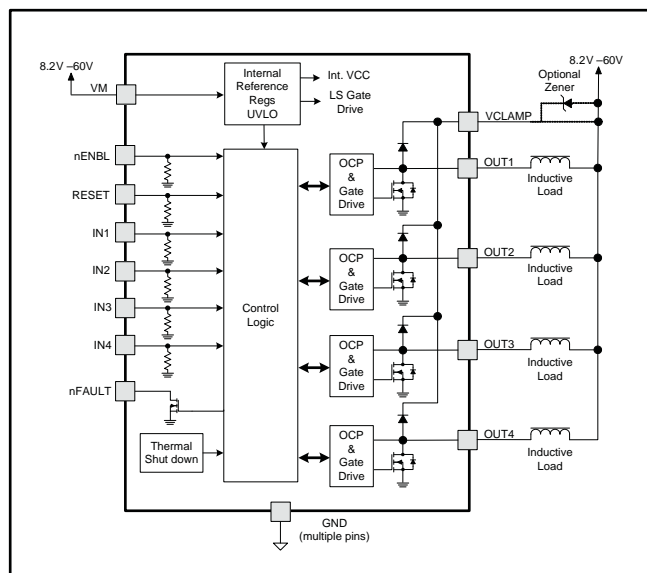 8.2V –60V
VM
Internal
Reference
Regs
UVLO
Int. VCC
LS Gate
Drive
8.2V –60V
Optional
Zener
VCLAMP
nENBL
RESET
IN1
IN2
IN3
IN4
nFAULT
Control
Logic
Thermal
Shut down
OCP
&
Gate
Drive
OUT1
Inductive
Load
OCP
&
Gate
Drive
OUT2
Inductive
Load
OCP
&
Gate
Drive
OUT3
Inductive
Load
OCP
&
Gate
Drive
OUT4
Inductive
Load
GND
(multiple pins)